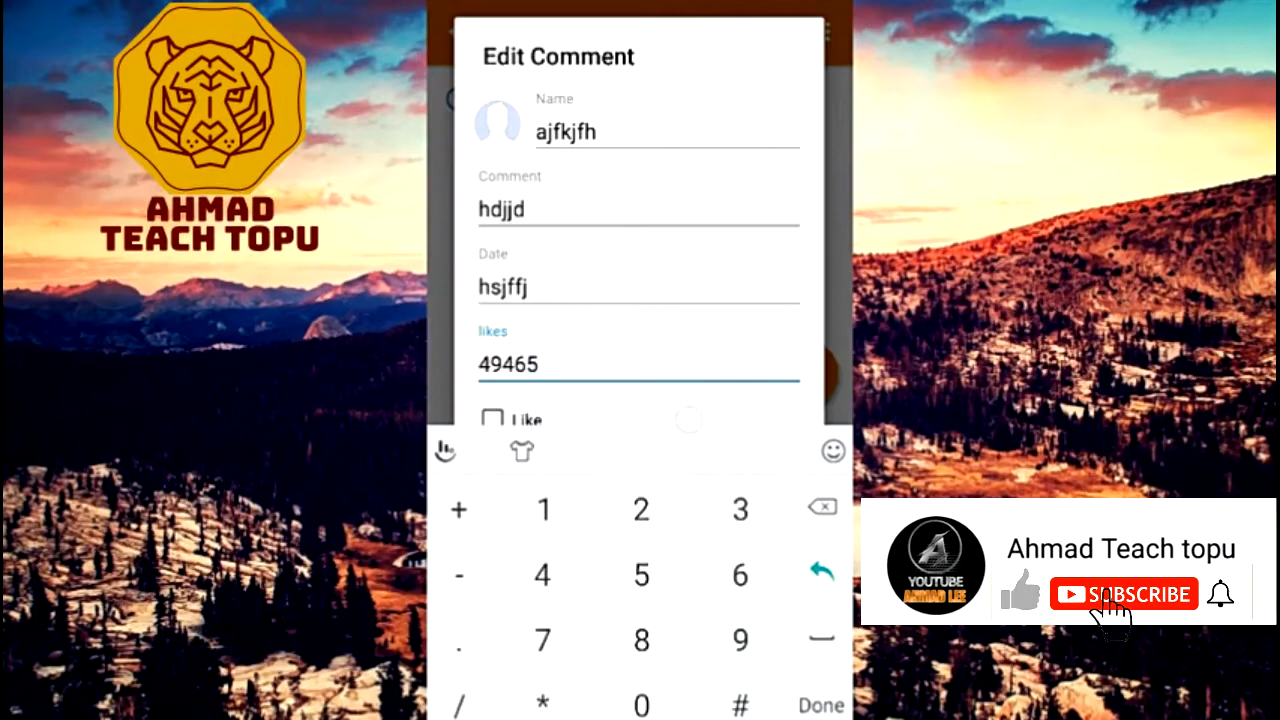 AHMAD
TEACH TOPU
Edit Comment
Name
ajfkjfh
Comment
hdjjd
Date
hsjffj
likes
49465
Like
+ 1 2 3
- 4 5 6
. 7 8 9
/ * 0 # Done
Ahmad Teach topu
YOUTUBE
AHMAD LEE
SUBSCRIBE